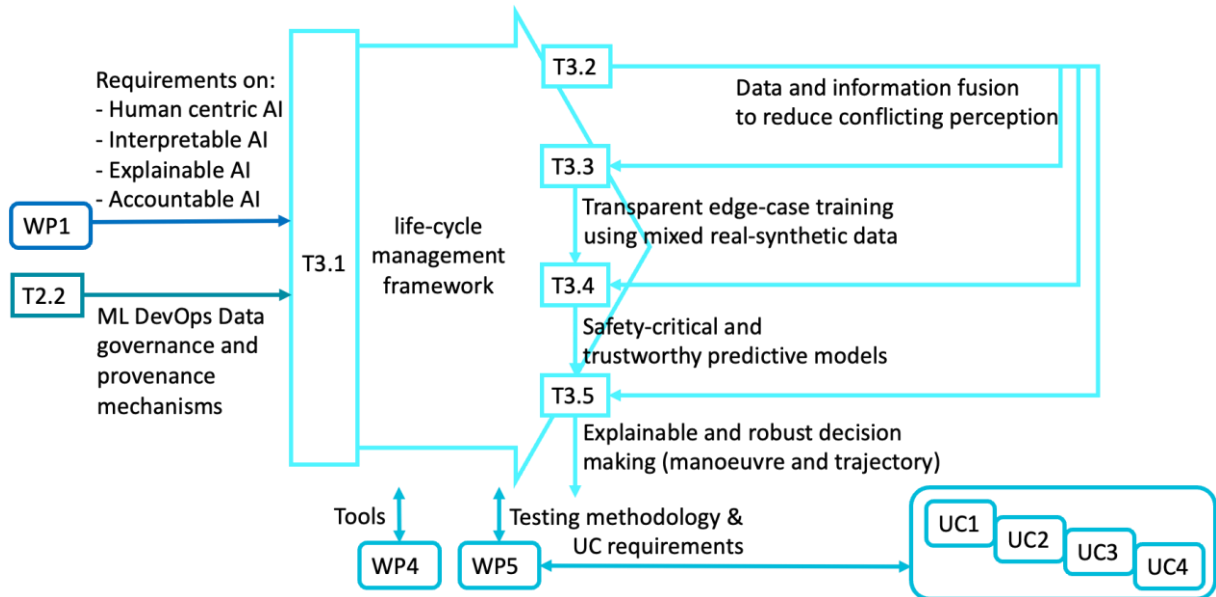 Requirements on:
- Human centric AI
- Interpretable AI
- Explainable AI
- Accountable AI
WP1
T2.2
ML DevOps Data
governance and
provenance
mechanisms
T3.1
life-cycle
management
framework
T3.2
Data and information fusion
to reduce conflicting perception
T3.3
Transparent edge-case training
using mixed real-synthetic data
T3.4
Safety-critical and
trustworthy predictive models
T3.5
Explainable and robust decision
making (manoeuvre and trajectory)
Tools
Testing methodology &
UC requirements
WP4
WP5
UC1
UC2
UC3
UC4